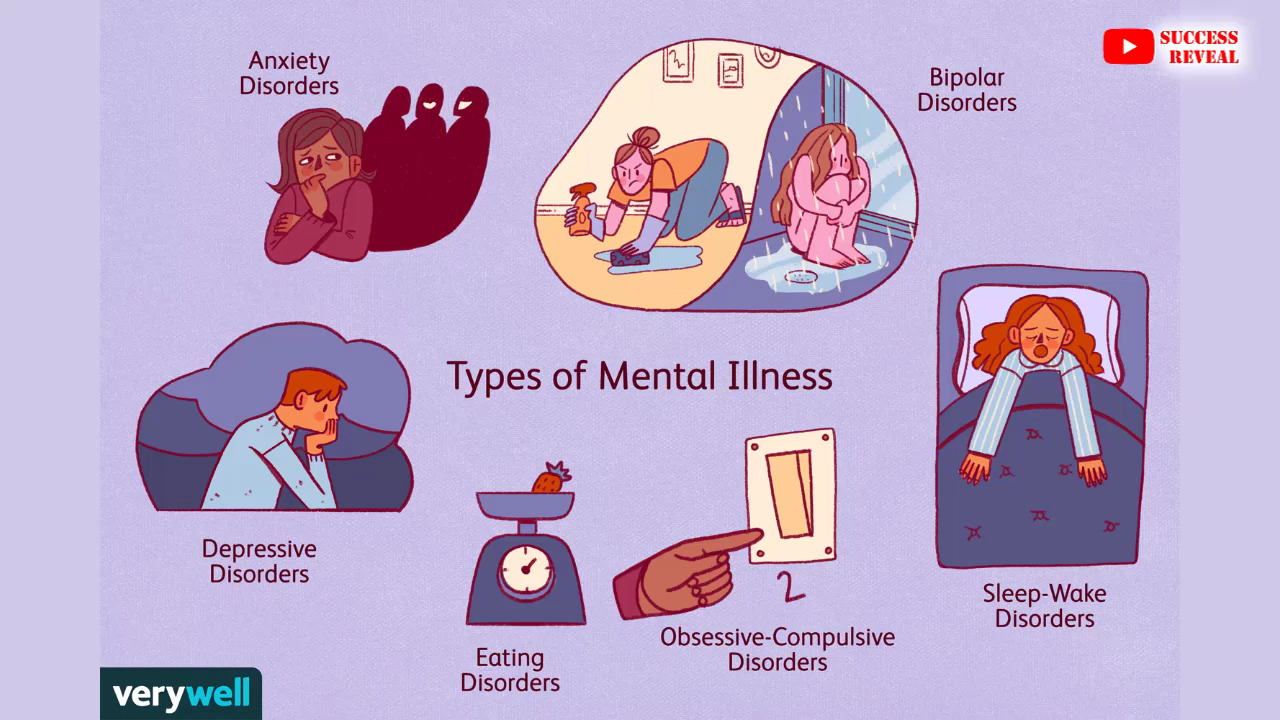 SUCCESS
REVEAL
Anxiety
Disorders
Bipolar
Disorders
Types of Mental Illness
Depressive
Disorders
2
Eating
Disorders
Obsessive-Compulsive
Disorders
Sleep-Wake
Disorders
verywell